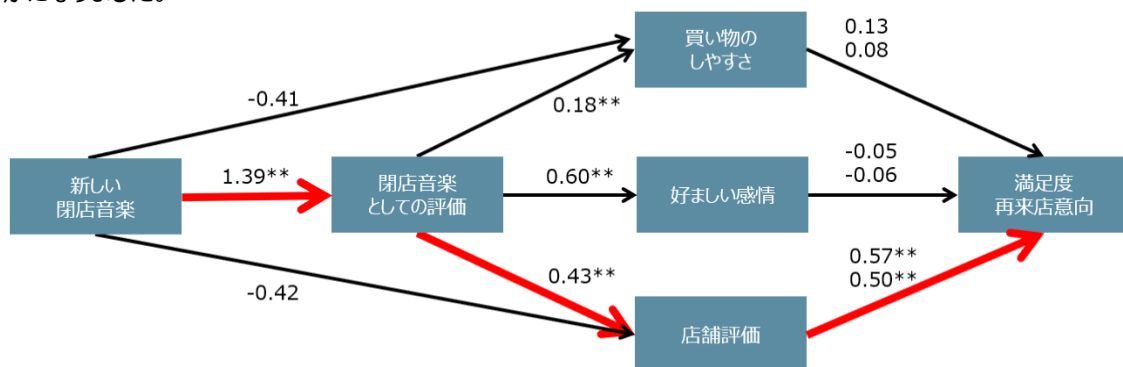 買い物の
しやすさ
0.13
0.08
-0.41
0.18**
新しい
閉店音楽
1.39**
閉店音楽
としての評価
0.60**
好ましい感情
-0.05
-0.06
満足度
再来店意向
-0.42
0.43**
0.57**
0.50**
店舗評価